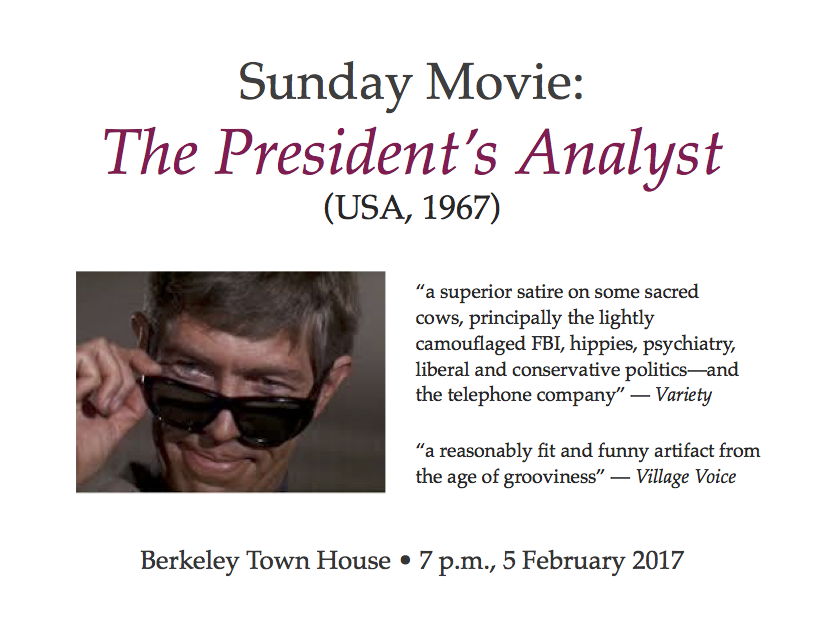 Sunday Movie:
The President’s Analyst
(USA, 1967)
“a superior satire on some sacred
cows, principally the lightly
camouflaged FBI, hippies, psychiatry,
liberal and conservative politics—and
the telephone company” — Variety
“a reasonably fit and funny artifact from
the age of grooviness” — Village Voice
Berkeley Town House • 7 p.m., 5 February 2017